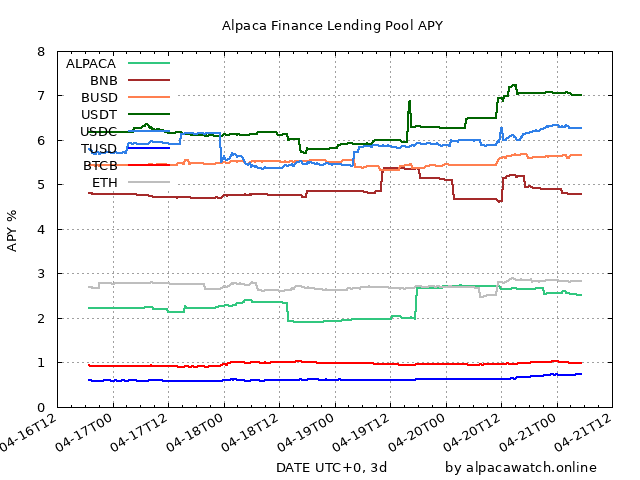 Alpaca Finance Lending Pool APY
8
7
6
5
4
3
2
1
0
APY %
ALPACA
BNB
BUSD
USDT
USDC
TUSD
BTCB
ETH
04-16T12
04-17T00
04-17T12
04-18T00
04-18T12
04-19T00
04-19T12
04-20T00
04-20T12
04-21T00
04-21T12
DATE UTC+0, 3d
by alpacawatch.online